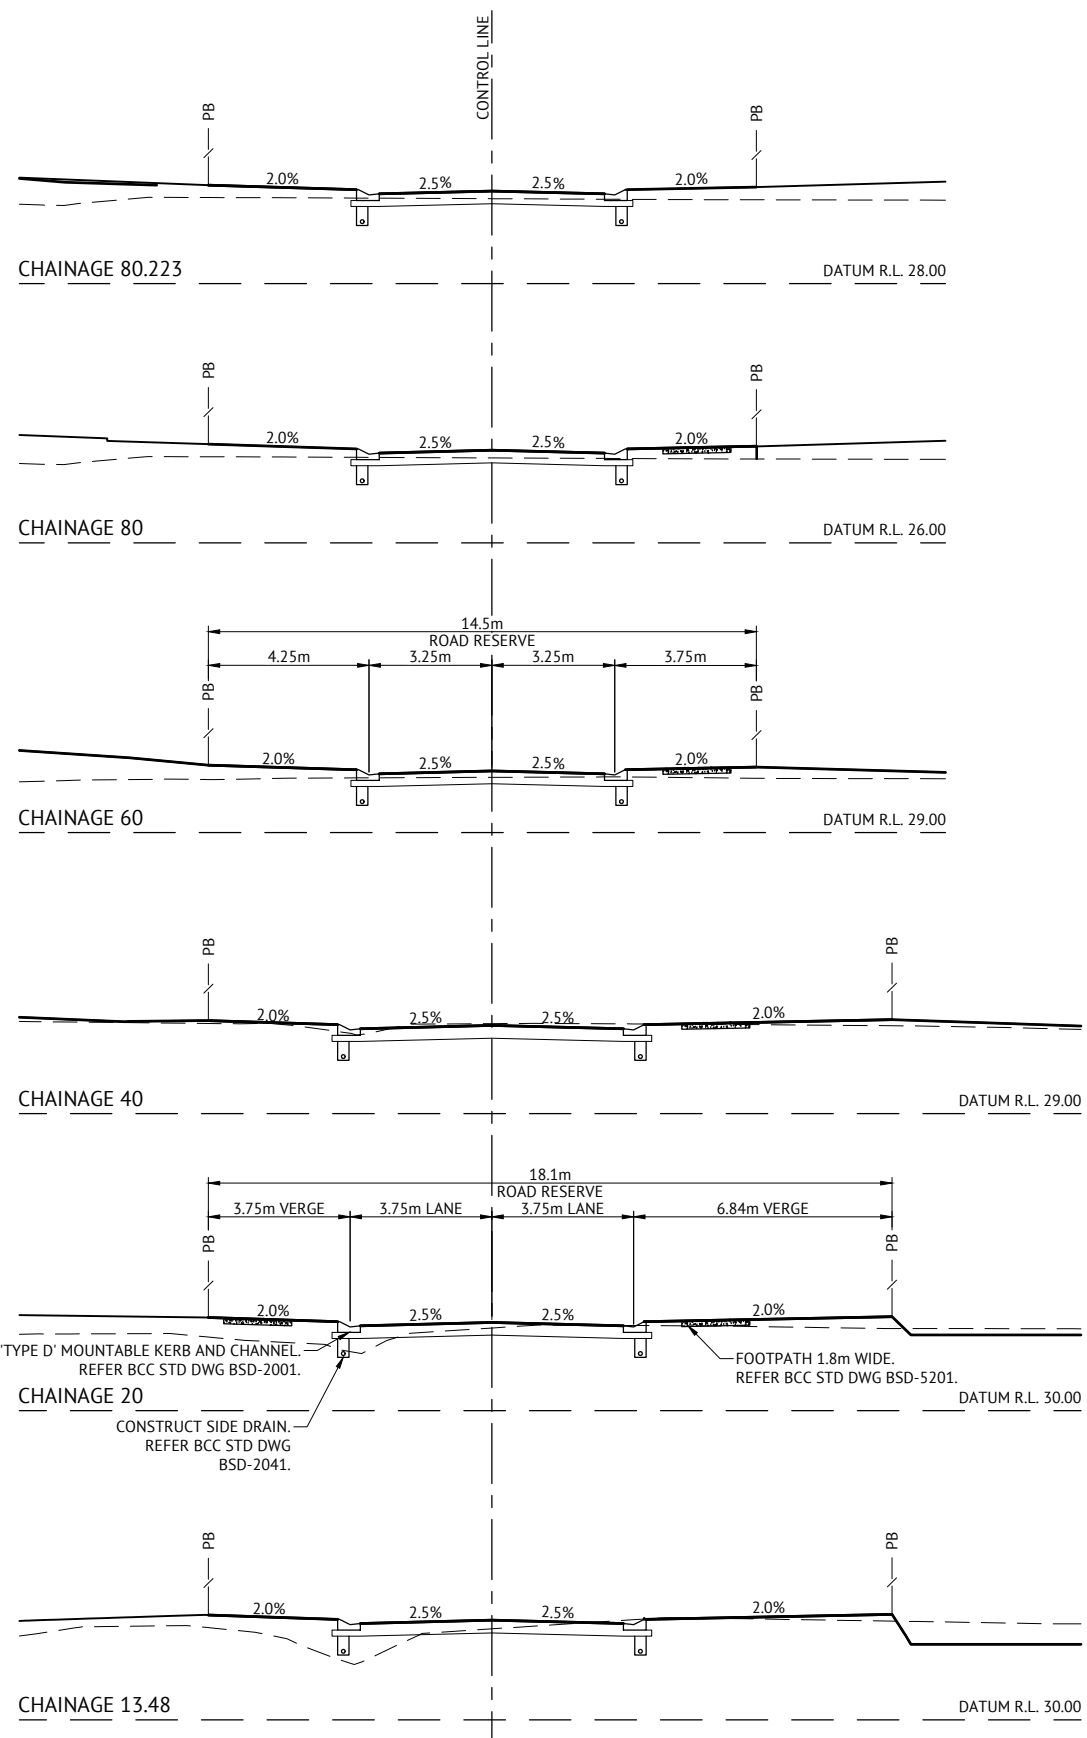 CONTROL LINE
PB
PB
2.0%
2.5%
2.5%
2.0%
CHAINAGE 80.223
DATUM R.L. 28.00
PB
PB
2.0%
2.5%
2.5%
2.0%
CHAINAGE 80
DATUM R.L. 26.00
14.5m
ROAD RESERVE
4.25m
3.25m
3.25m
3.75m
PB
PB
2.0%
2.5%
2.5%
2.0%
CHAINAGE 60
DATUM R.L. 29.00
PB
PB
2.0%
2.5%
2.5%
2.0%
CHAINAGE 40
DATUM R.L. 29.00
18.1m
ROAD RESERVE
3.75m VERGE
3.75m LANE
3.75m LANE
6.84m VERGE
PB
PB
2.0%
2.5%
2.5%
2.0%
'TYPE D' MOUNTABLE KERB AND CHANNEL.
REFER BCC STD DWG BSD-2001.
FOOTPATH 1.8m WIDE.
REFER BCC STD DWG BSD-5201.
CHAINAGE 20
DATUM R.L. 30.00
CONSTRUCT SIDE DRAIN.
REFER BCC STD DWG
BSD-2041.
PB
PB
2.0%
2.5%
2.5%
2.0%
CHAINAGE 13.48
DATUM R.L. 30.00